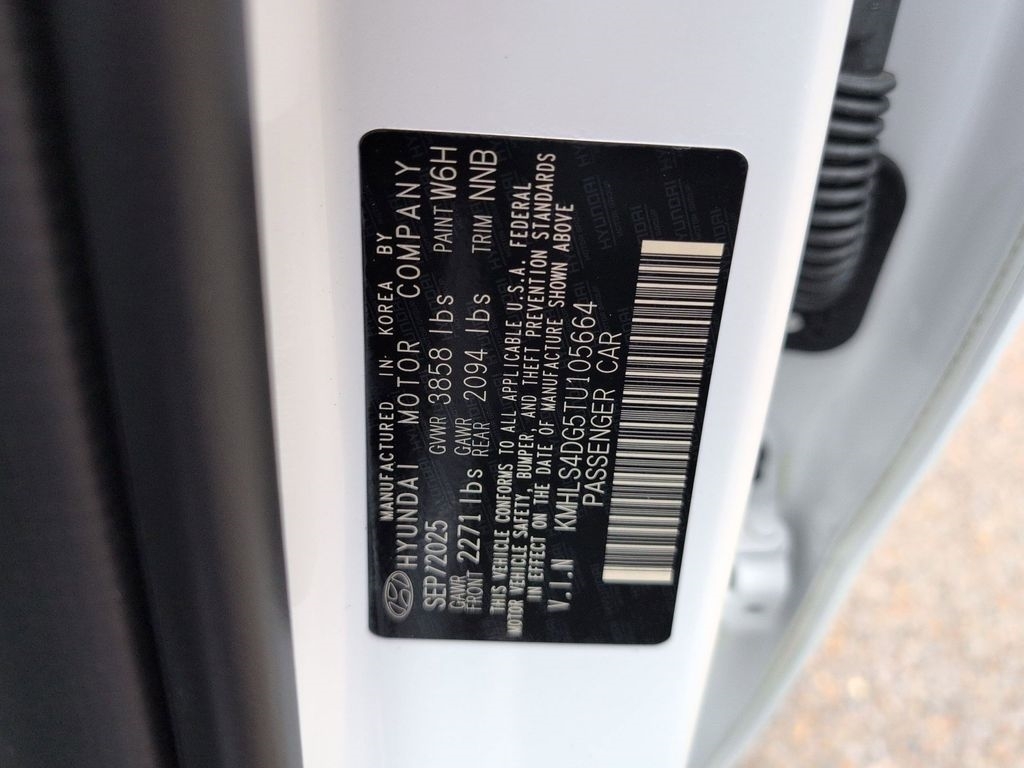 MANUFACTURED IN KOREA BY
HYUNDAI MOTOR COMPANY
SEP/2025 GVWR 3858 lbs PAINT W6H
GAWR FRONT 2271 lbs GAWR REAR 2094 lbs TRIM NNB
THIS VEHICLE CONFORMS TO ALL APPLICABLE U.S.A. FEDERAL
MOTOR VEHICLE SAFETY, BUMPER, AND THEFT PREVENTION STANDARDS
IN EFFECT ON THE DATE OF MANUFACTURE SHOWN ABOVE
V.I.N KMHLS4DG5TU105664
PASSENGER CAR